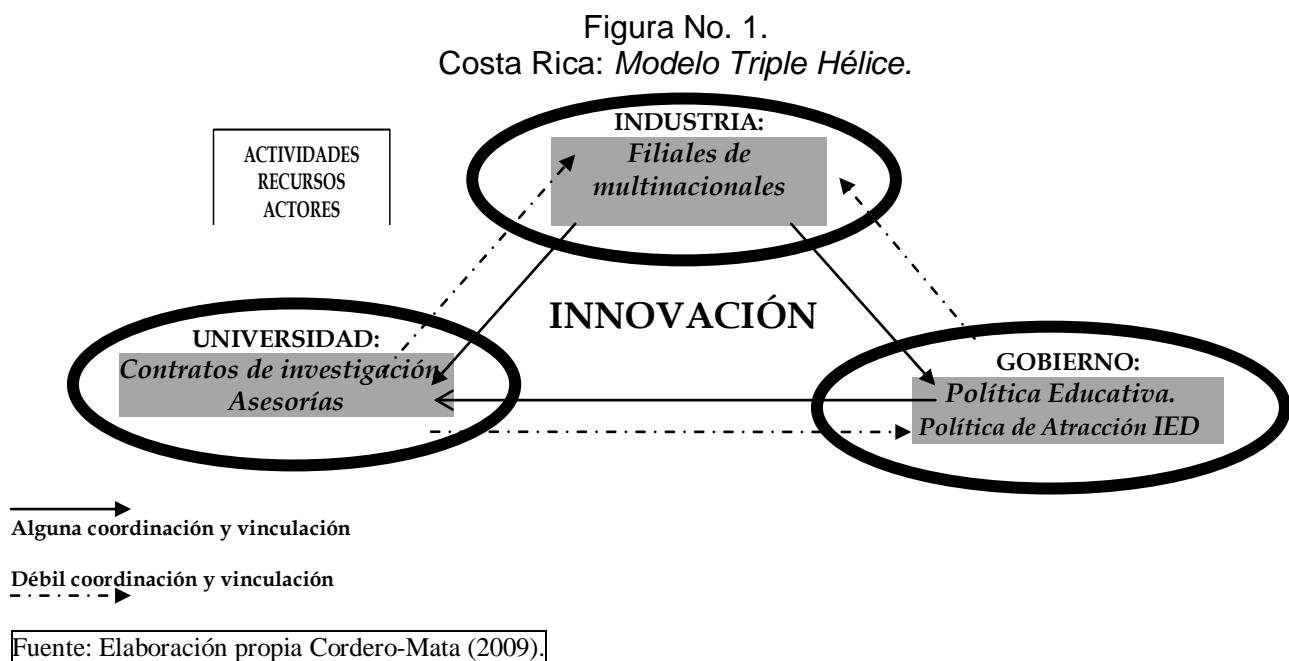 Figura No. 1.
Costa Rica: Modelo Triple Hélice.
INDUSTRIA:
Filiales de
multinacionales
ACTIVIDADES
RECURSOS
ACTORES
INNOVACIÓN
UNIVERSIDAD:
Contratos de investigación
Asesorías
GOBIERNO:
Política Educativa.
Política de Atracción IED
Alguna coordinación y vinculación
Débil coordinación y vinculación
Fuente: Elaboración propia Cordero-Mata (2009).